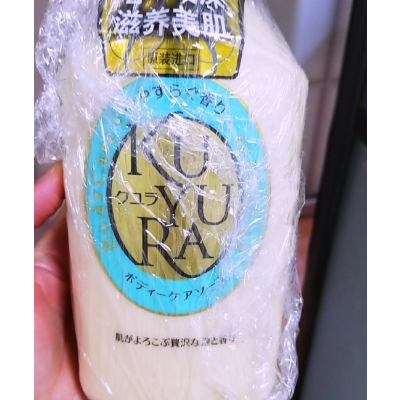 滋养美肌
原装进口
やすらぐ香り
KU
クユラ
YU
RA
ボディーケアソー
肌がよろこぶ贅沢な泡と香り